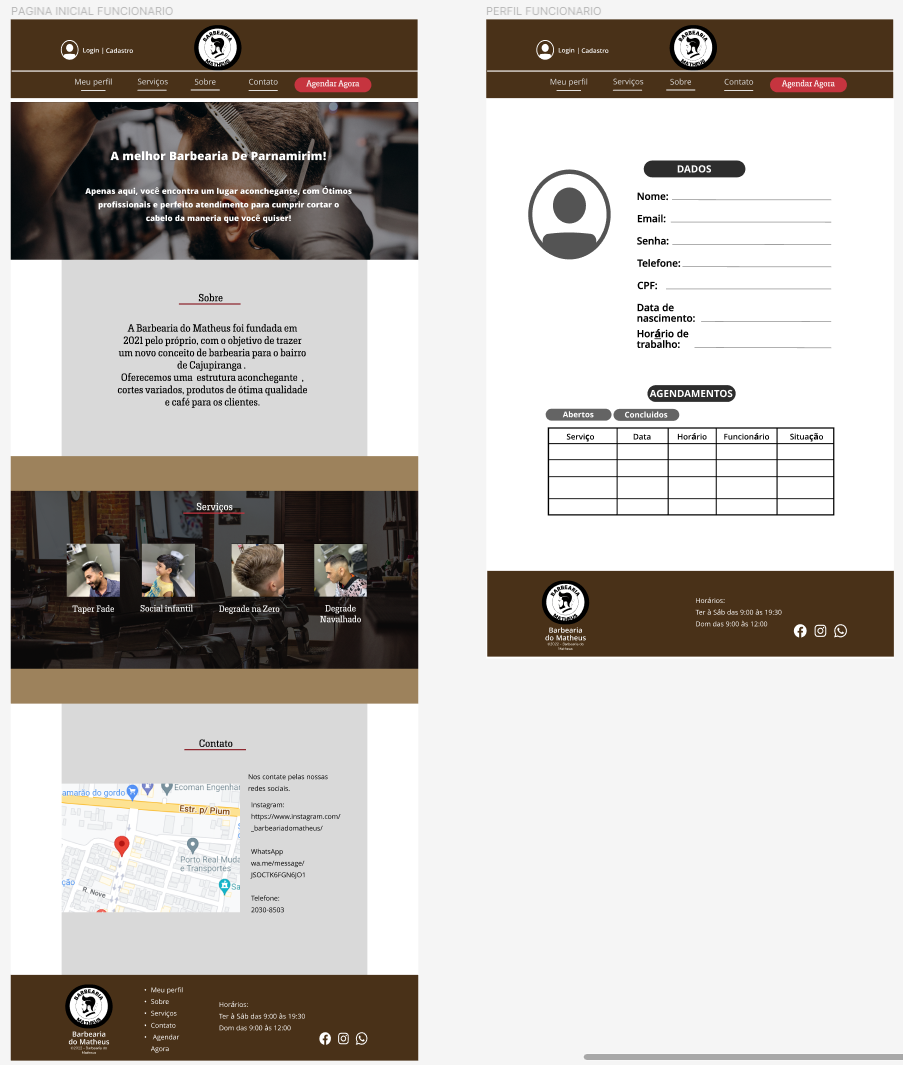 PAGINA INICIAL FUNCIONARIO
Login | Cadastro
BARBEARIA
MATHEUS
Meu perfil Serviços Sobre Contato Agendar Agora
A melhor Barbearia De Parnamirim!
Apenas aqui, você encontra um lugar aconchegante, com Ótimos
profissionais e perfeito atendimento para cumprir cortar o
cabelo da maneria que você quiser!
Sobre
A Barbearia do Matheus foi fundada em
2021 pelo próprio, com o objetivo de trazer
um novo conceito de barbearia para o bairro
de Cajupiranga .
Oferecemos uma estrutura aconchegante ,
cortes variados, produtos de ótima qualidade
e café para os clientes.
Serviços
Taper Fade
Social infantil
Degrade na Zero
Degrade
Navalhado
Contato
amarão do gordo
Ecoman Engenhar
Estr. p/ Pium
Porto Real Muda
e Transportes
ção
R. Nove
Sa
Nos contate pelas nossas
redes sociais.
Instagram:
https://www.instagram.com/
_barbeariadomatheus/
WhatsApp
wa.me/message/
JSOCTK6FGN6JO1
Telefone:
2030-8503
BARBEARIA
MATHEUS
Barbearia
do Matheus
©2022 - Barbearia do
Matheus
• Meu perfil
• Sobre
• Serviços
• Contato
• Agendar
Agora
Horários:
Ter à Sáb das 9:00 às 19:30
Dom das 9:00 às 12:00
PERFIL FUNCIONARIO
Login | Cadastro
BARBEARIA
MATHEUS
Meu perfil Serviços Sobre Contato Agendar Agora
DADOS
Nome:
Email:
Senha:
Telefone:
CPF:
Data de
nascimento:
Horário de
trabalho:
AGENDAMENTOS
Abertos Concluidos
Serviço Data Horário Funcionário Situação
BARBEARIA
MATHEUS
Barbearia
do Matheus
©2022 - Barbearia do
Matheus
Horários:
Ter à Sáb das 9:00 às 19:30
Dom das 9:00 às 12:00